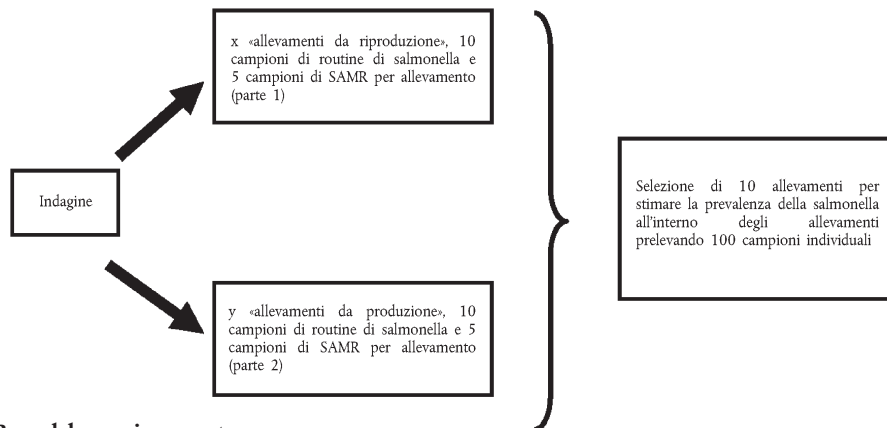 x «allevamenti da riproduzione», 10
campioni di routine di salmonella e
5 campioni di SAMR per allevamento
(parte 1)
Indagine
y «allevamenti da produzione», 10
campioni di routine di salmonella e 5
campioni di SAMR per allevamento
(parte 2)
Selezione di 10 allevamenti per
stimare la prevalenza della salmonella
all'interno degli allevamenti
prelevando 100 campioni individuali